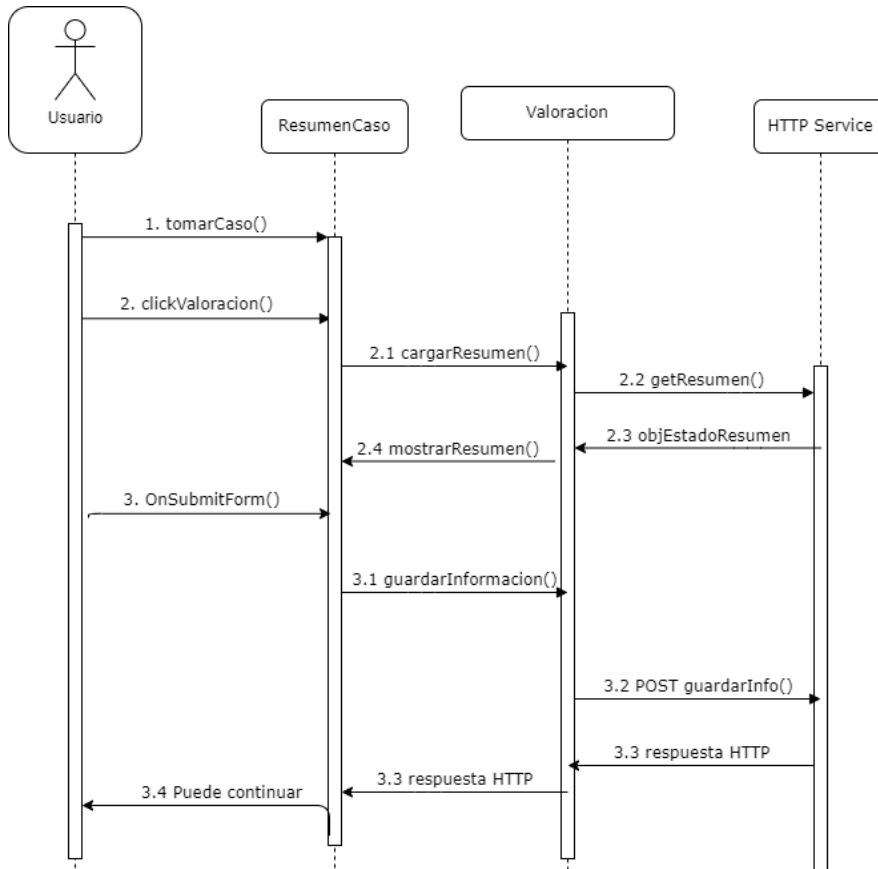 Usuario
ResumenCaso
Valoracion
HTTP Service
1. tomarCaso()
2. clickValoracion()
2.1 cargarResumen()
2.2 getResumen()
2.3 objEstadoResumen
2.4 mostrarResumen()
3. OnSubmitForm()
3.1 guardarInformacion()
3.2 POST guardarInfo()
3.3 respuesta HTTP
3.3 respuesta HTTP
3.4 Puede continuar